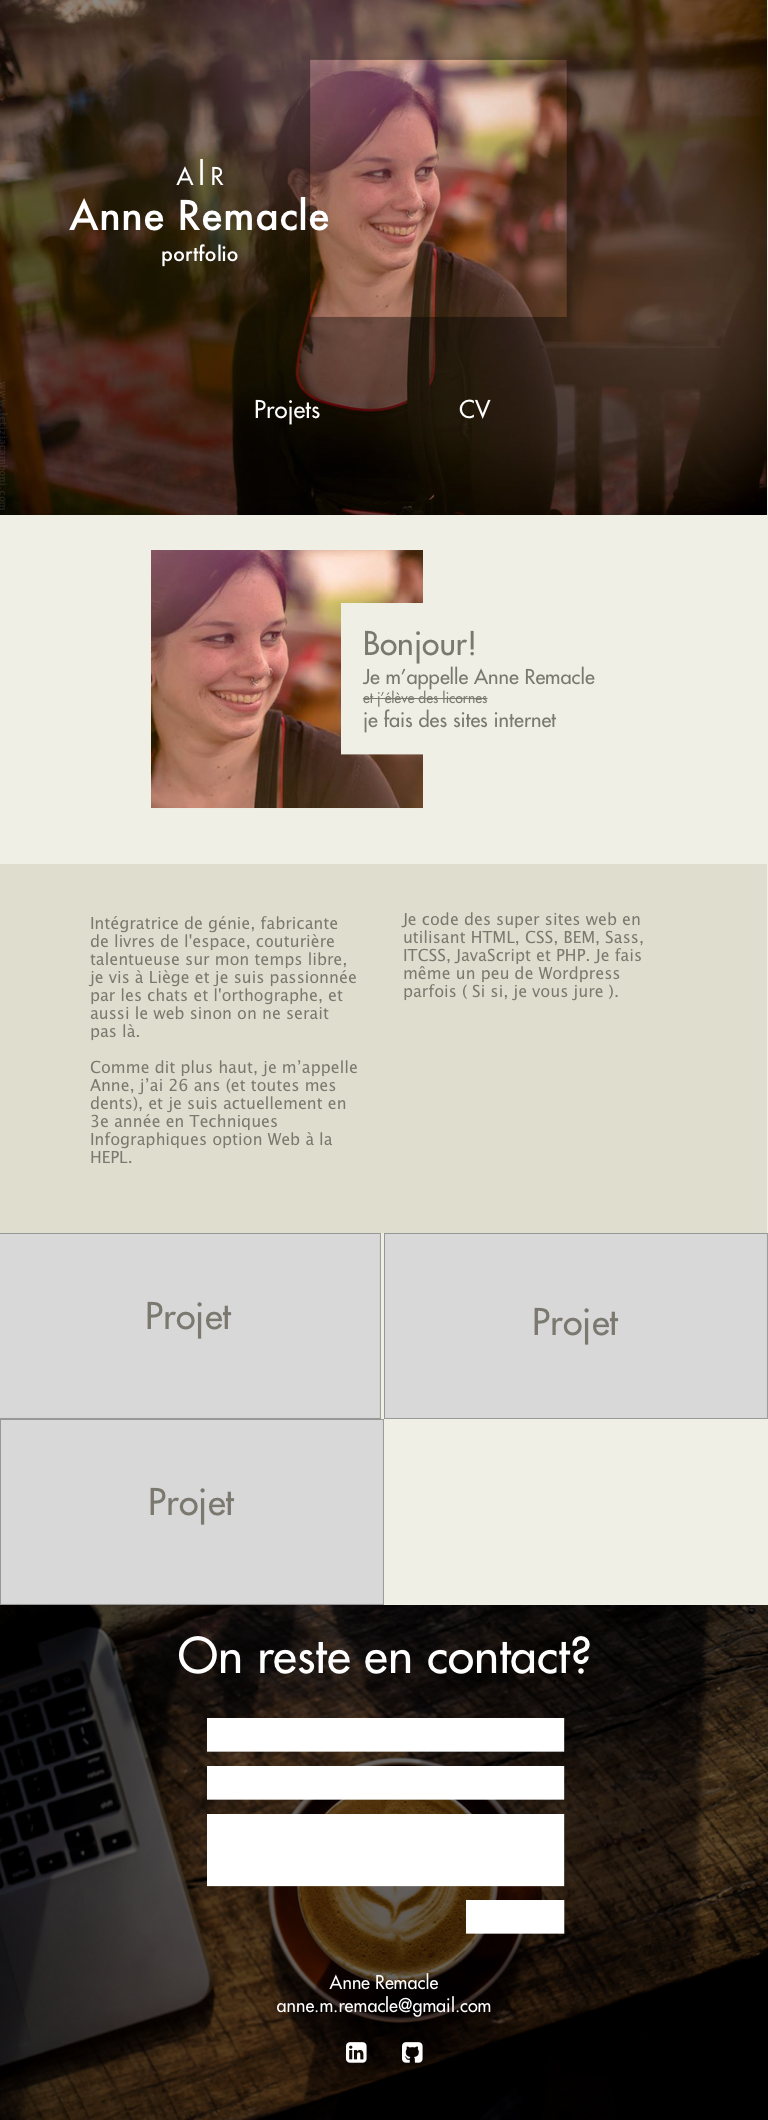 A|R
Anne Remacle
portfolio
Projets
CV
Bonjour!
Je m’appelle Anne Remacle
et j’élève des licornes
je fais des sites internet
Intégratrice de génie, fabricante
de livres de l'espace, couturière
talentueuse sur mon temps libre,
je vis à Liège et je suis passionnée
par les chats et l'orthographe, et
aussi le web sinon on ne serait
pas là.
Comme dit plus haut, je m’appelle
Anne, j’ai 26 ans (et toutes mes
dents), et je suis actuellement en
3e année en Techniques
Infographiques option Web à la
HEPL.
Je code des super sites web en
utilisant HTML, CSS, BEM, Sass,
ITCSS, JavaScript et PHP. Je fais
même un peu de Wordpress
parfois ( Si si, je vous jure ).
Projet
Projet
Projet
On reste en contact?
Anne Remacle
anne.m.remacle@gmail.com
in